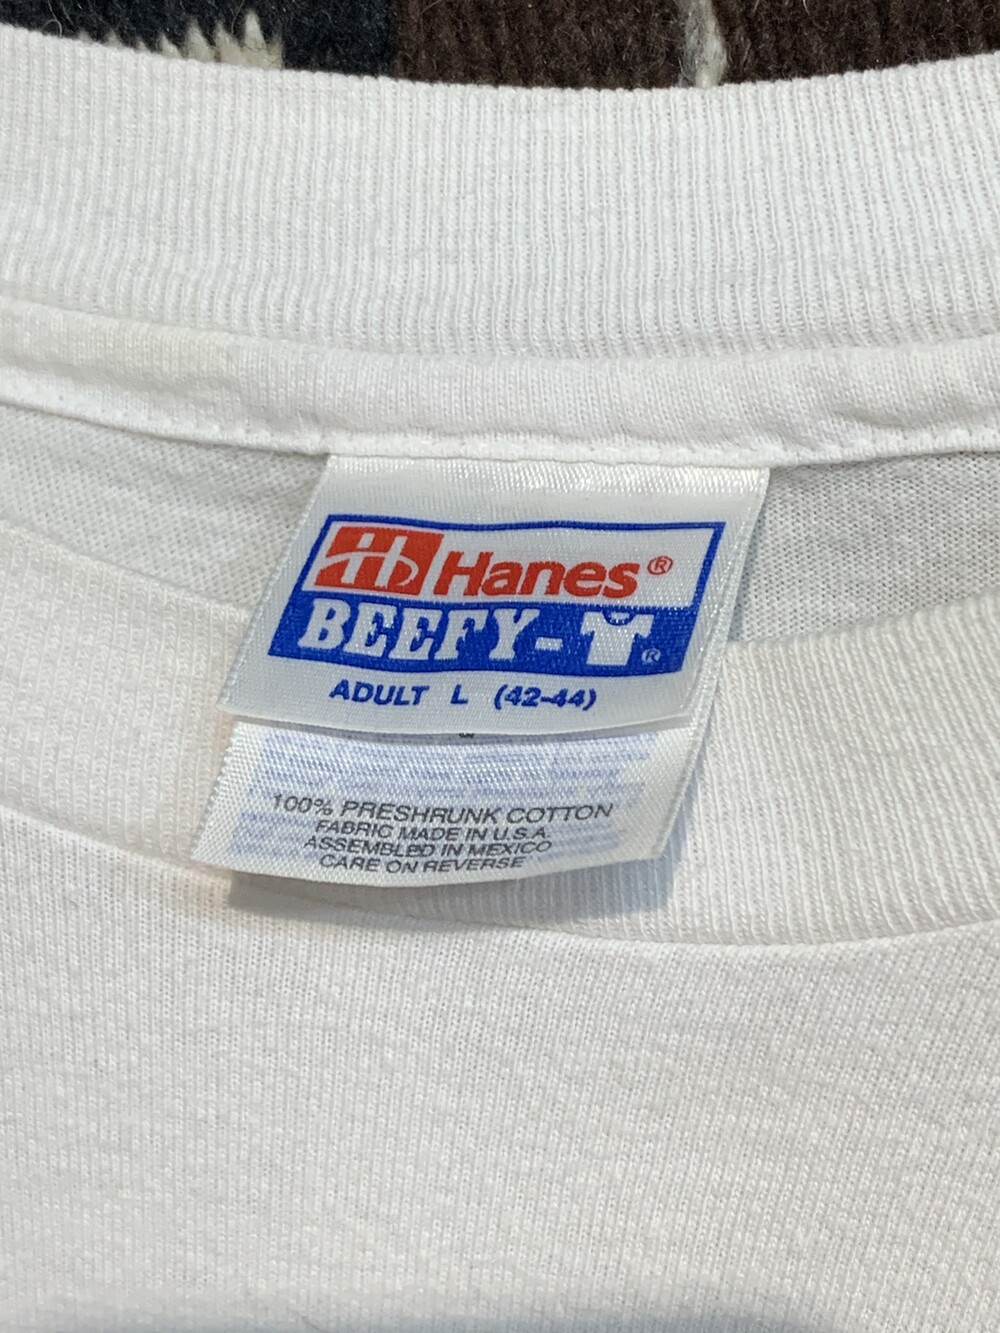 Hanes®
BEEFY-T®
ADULT L (42-44)
100% PRESHRUNK COTTON
FABRIC MADE IN U.S.A.
ASSEMBLED IN MEXICO
CARE ON REVERSE